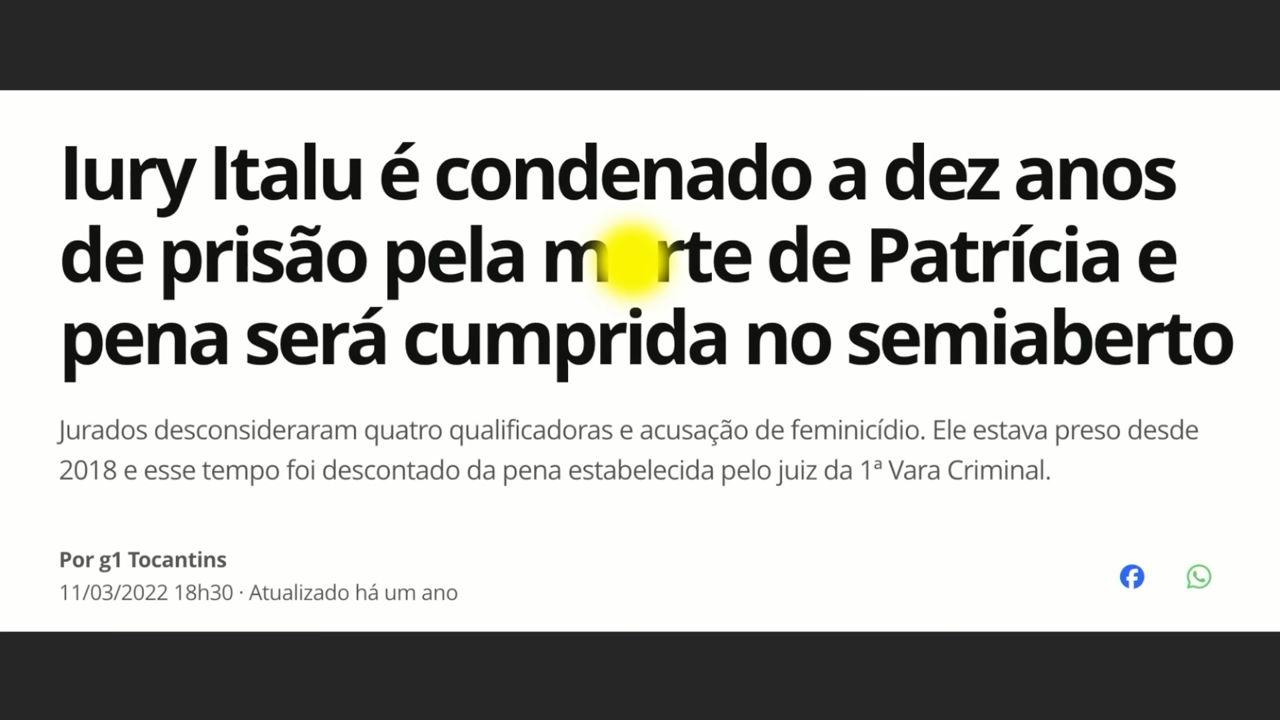 Iury Italu é condenado a dez anos
de prisão pela m rte de Patrícia e
pena será cumprida no semiaberto
Jurados desconsideraram quatro qualificadoras e acusação de feminicídio. Ele estava preso desde
2018 e esse tempo foi descontado da pena estabelecida pelo juiz da 1ª Vara Criminal.
Por g1 Tocantins
11/03/2022 18h30 · Atualizado há um ano